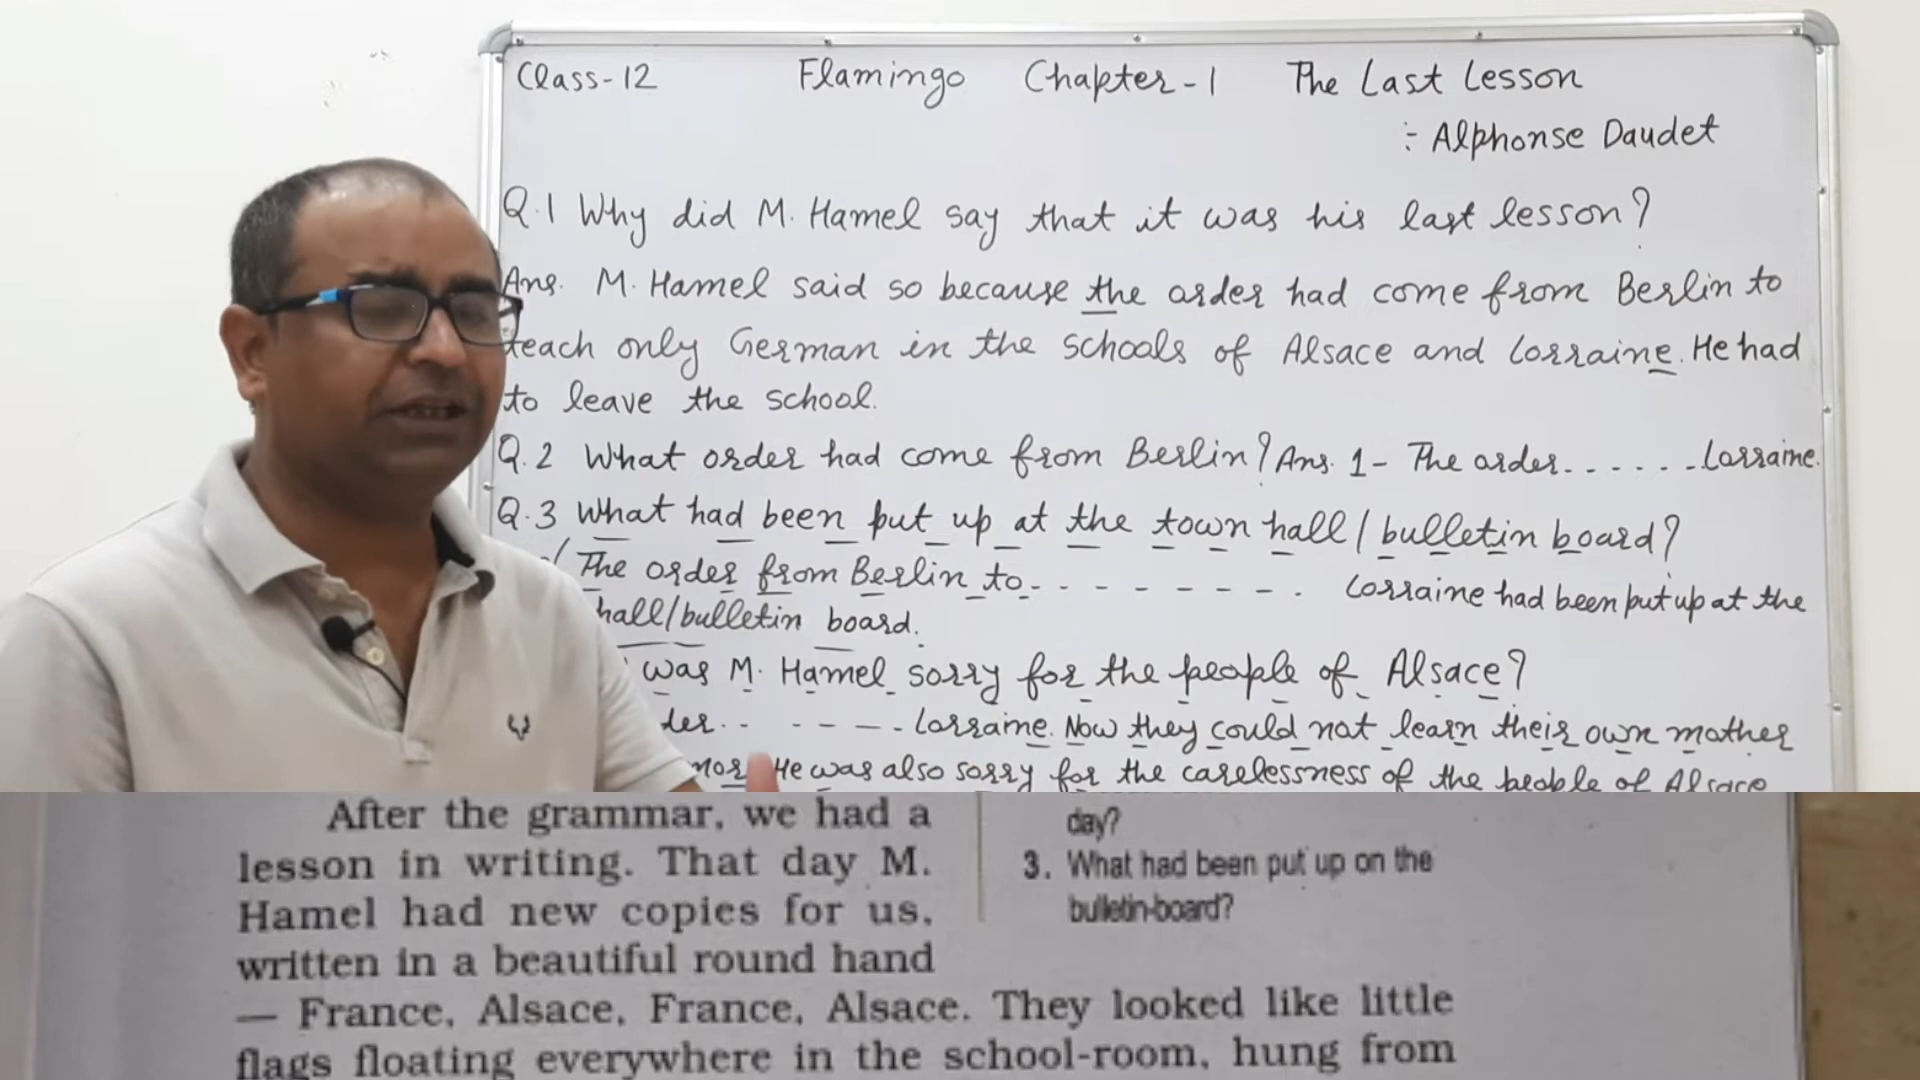 Class-12 Flamingo Chapter-1 The Last Lesson
:- Alphonse Daudet
Q.1 Why did M. Hamel say that it was his last lesson?
Ans. M. Hamel said so because the order had come from Berlin to
teach only German in the schools of Alsace and Lorraine. He had
to leave the school.
Q.2 What order had come from Berlin? Ans. 1- The order......Lorraine.
Q.3 What had been put up at the town hall/bulletin board?
The order from Berlin to- - - - - - - - . Lorraine had been put up at the
hall/bulletin board.
was M. Hamel sorry for the people of Alsace?
der.. - - - - . Lorraine. Now they could not learn their own mother
He was also sorry for the carelessness of the people of Alsace
After the grammar, we had a
lesson in writing. That day M.
Hamel had new copies for us,
written in a beautiful round hand
— France, Alsace, France, Alsace. They looked like little
flags floating everywhere in the school-room, hung from
day?
3. What had been put up on the
bulletin-board?